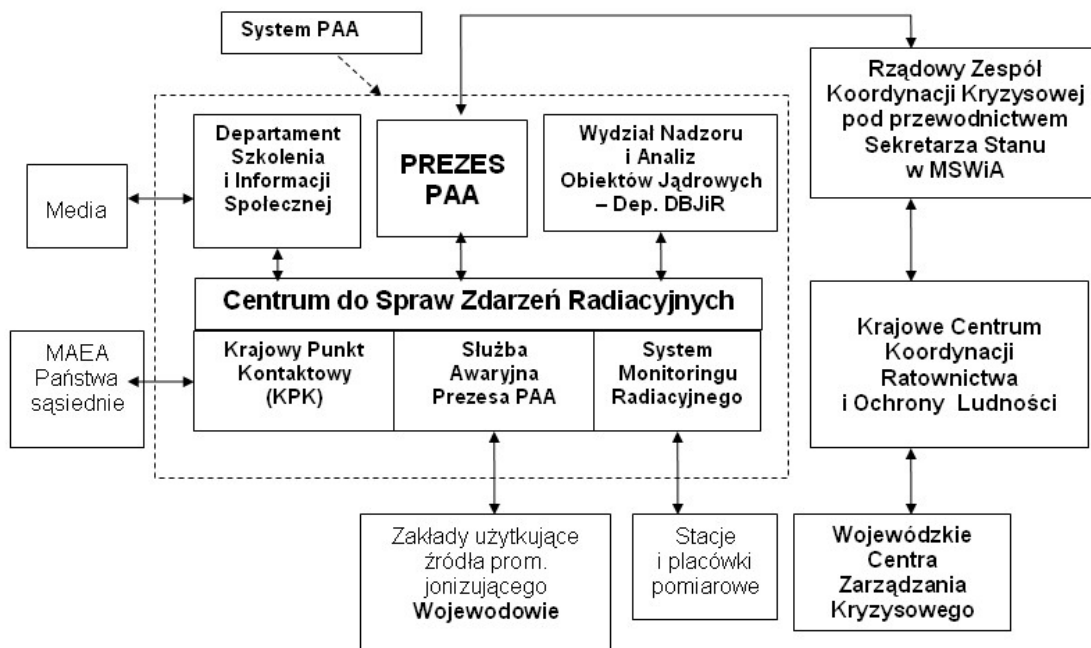 System PAA
Rządowy Zespół
Koordynacji Kryzysowej
pod przewodnictwem
Sekretarza Stanu
w MSWiA
Departament
Szkolenia
i Informacji
Społecznej
PREZES
PAA
Wydział Nadzoru
i Analiz
Obiektów Jądrowych
– Dep. DBJiR
Media
Centrum do Spraw Zdarzeń Radiacyjnych
MAEA
Państwa
sąsiednie
Krajowy Punkt
Kontaktowy
(KPK)
Służba
Awaryjna
Prezesa PAA
System
Monitoringu
Radiacyjnego
Krajowe Centrum
Koordynacji
Ratownictwa
i Ochrony Ludności
Zakłady użytkujące
źródła prom.
jonizującego
Wojewodowie
Stacje
i placówki
pomiarowe
Wojewódzkie
Centra
Zarządzania
Kryzysowego